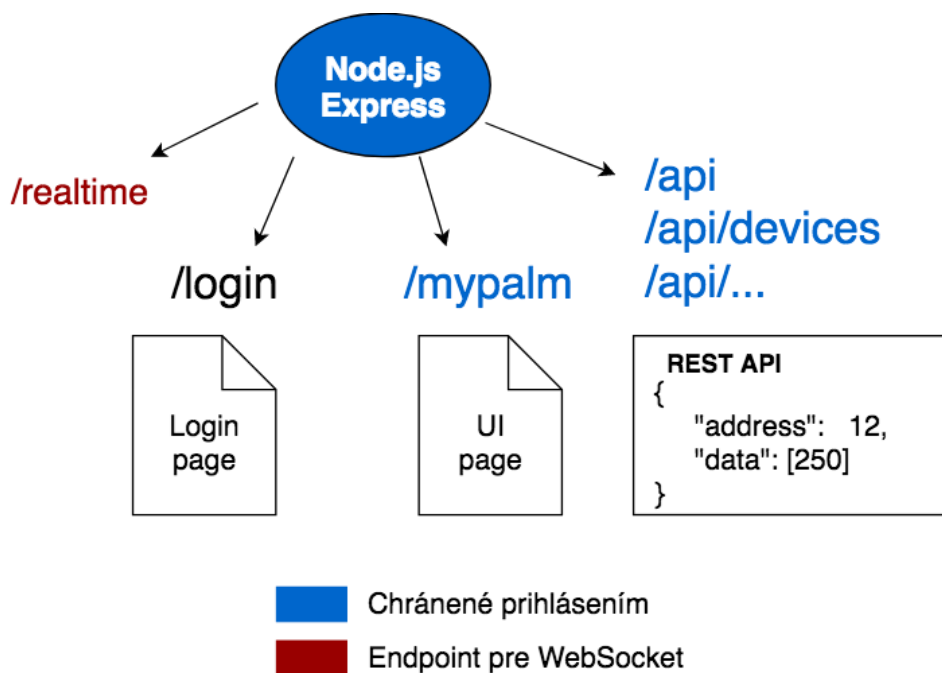 Node.js
Express
/realtime
/login
/mypalm
/api
/api/devices
/api/...
Login
page
UI
page
REST API
{
"address": 12,
"data": [250]
}
Chránené prihlásením
Endpoint pre WebSocket